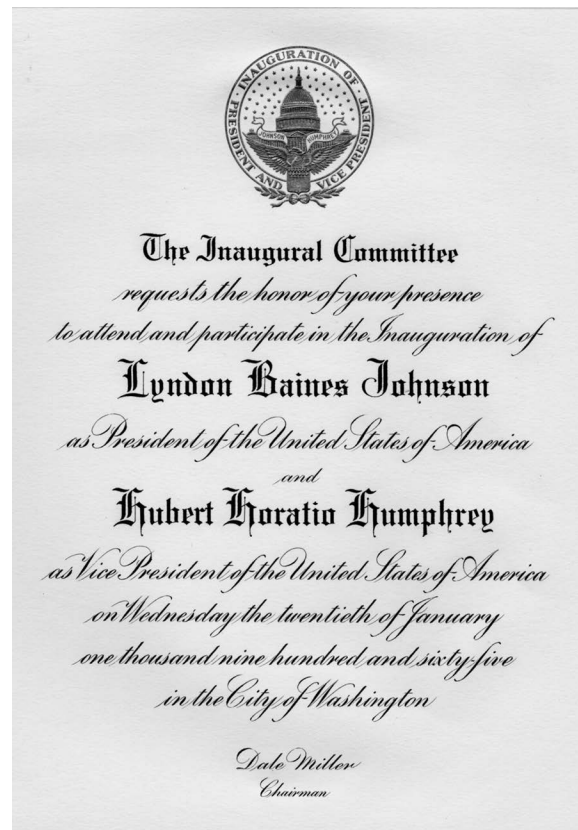 INAUGURATION OF
PRESIDENT AND VICE PRESIDENT
JOHNSON HUMPHREY
The Inaugural Committee
requests the honor of your presence
to attend and participate in the Inauguration of
Lyndon Baines Johnson
as President of the United States of America
and
Hubert Horatio Humphrey
as Vice President of the United States of America
on Wednesday the twentieth of January
one thousand nine hundred and sixty-five
in the City of Washington
Dale Miller
Chairman